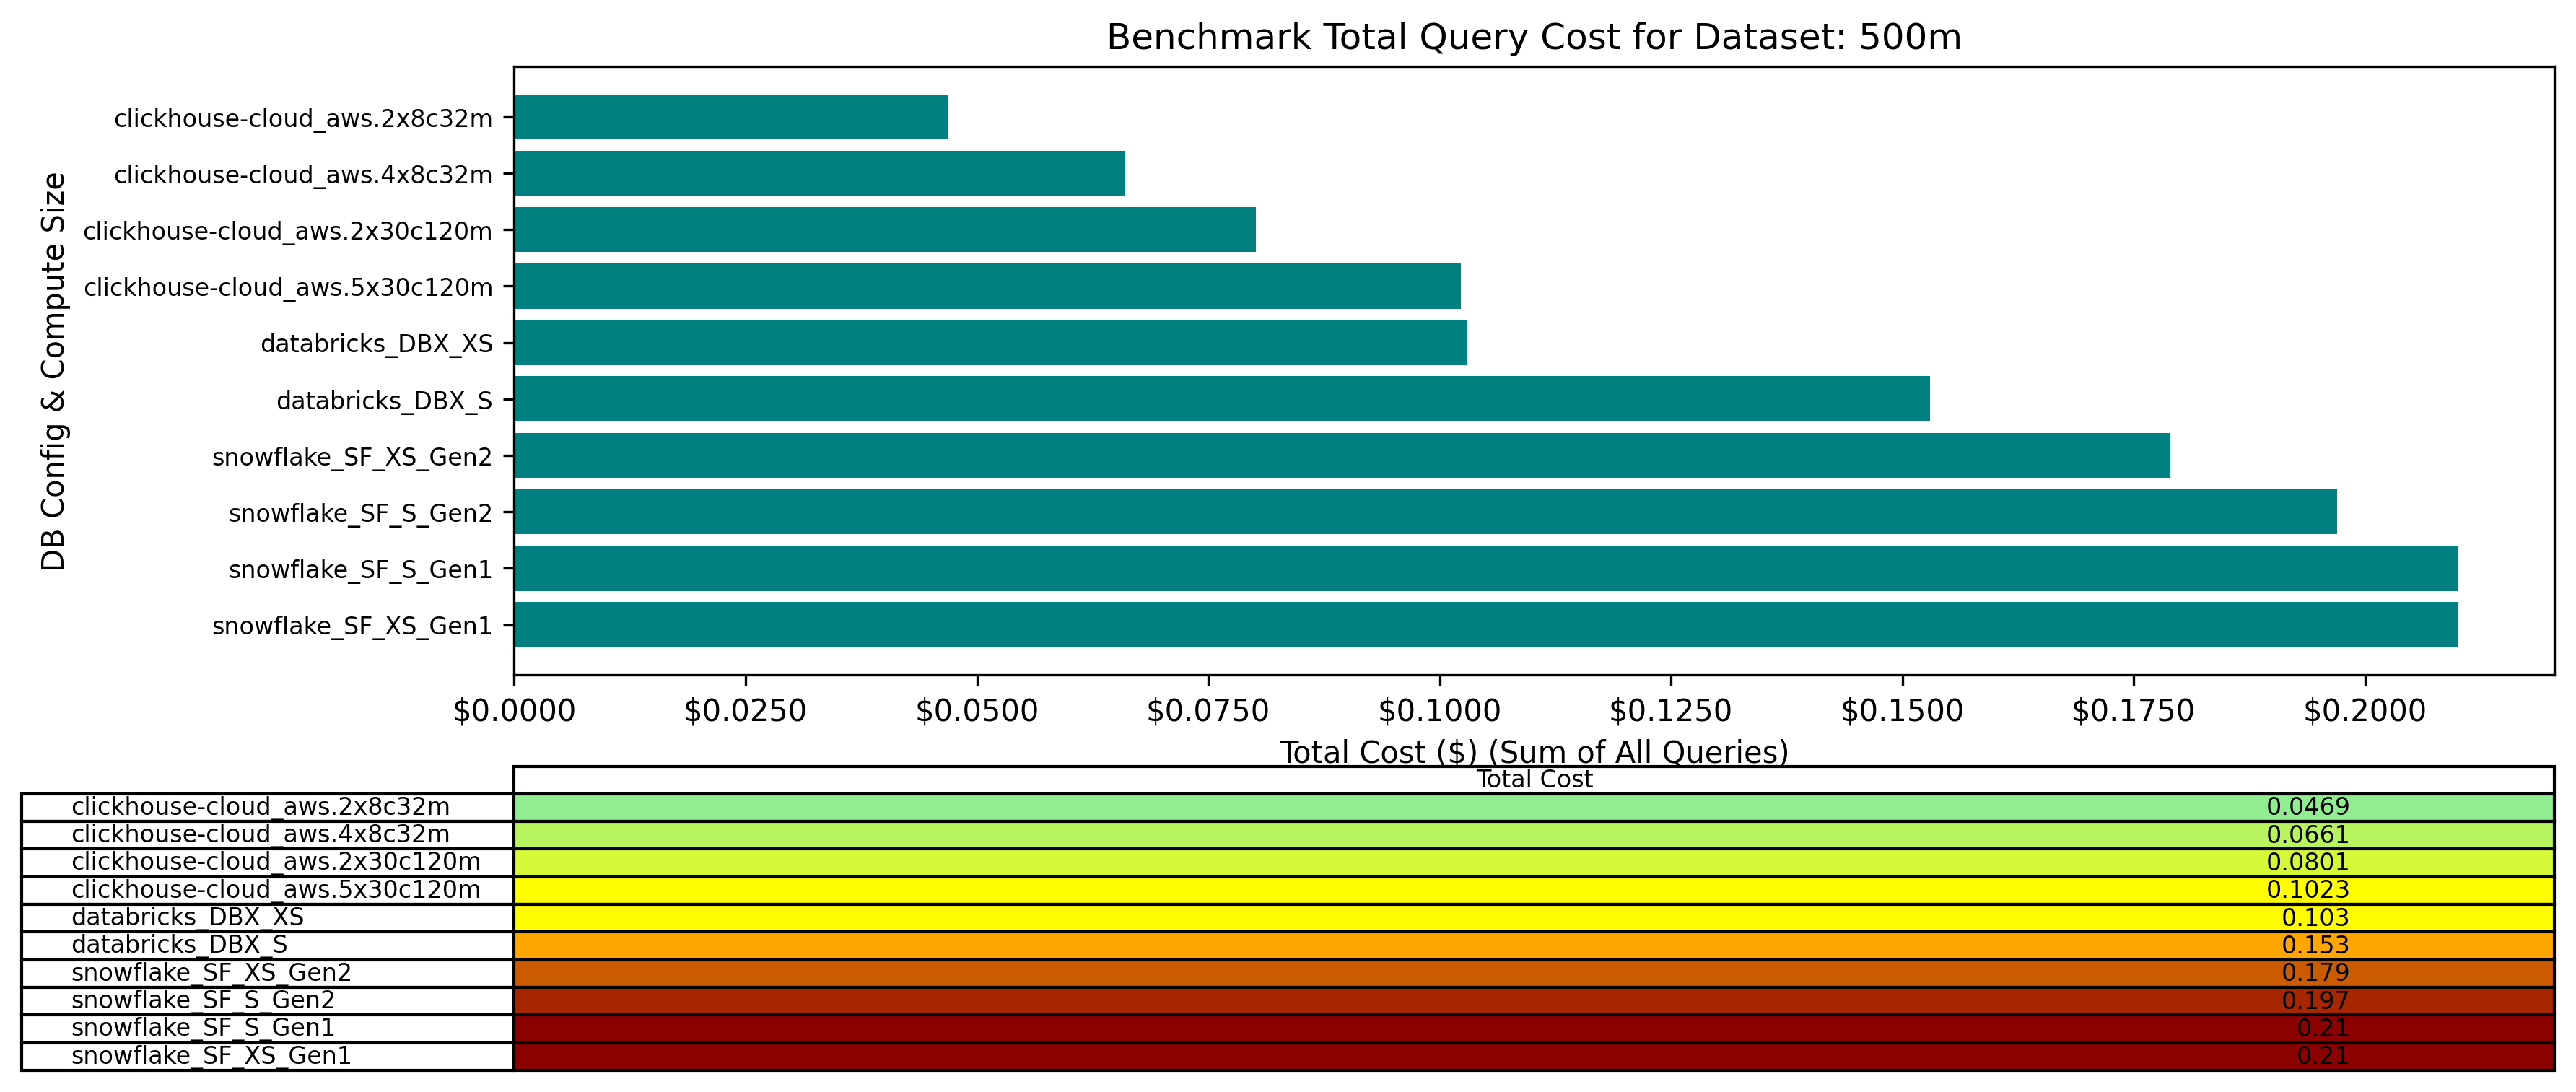 Benchmark Total Query Cost for Dataset: 500m
DB Config & Compute Size
clickhouse-cloud_aws.2x8c32m
clickhouse-cloud_aws.4x8c32m
clickhouse-cloud_aws.2x30c120m
clickhouse-cloud_aws.5x30c120m
databricks_DBX_XS
databricks_DBX_S
snowflake_SF_XS_Gen2
snowflake_SF_S_Gen2
snowflake_SF_S_Gen1
snowflake_SF_XS_Gen1
$0.0000 $0.0250 $0.0500 $0.0750 $0.1000 $0.1250 $0.1500 $0.1750 $0.2000
Total Cost ($) (Sum of All Queries)
Total Cost
clickhouse-cloud_aws.2x8c32m 0.0469
clickhouse-cloud_aws.4x8c32m 0.0661
clickhouse-cloud_aws.2x30c120m 0.0801
clickhouse-cloud_aws.5x30c120m 0.1023
databricks_DBX_XS 0.103
databricks_DBX_S 0.153
snowflake_SF_XS_Gen2 0.179
snowflake_SF_S_Gen2 0.197
snowflake_SF_S_Gen1 0.21
snowflake_SF_XS_Gen1 0.21